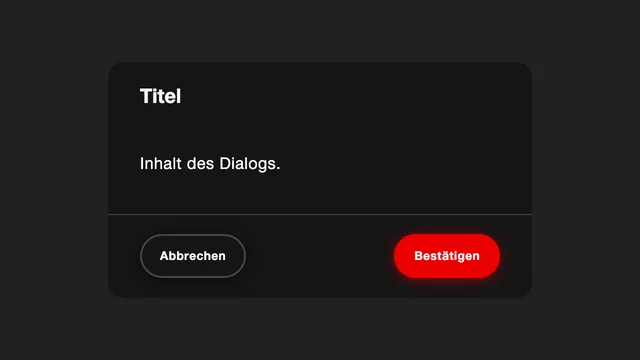 Titel
Inhalt des Dialogs.
Abbrechen
Bestätigen